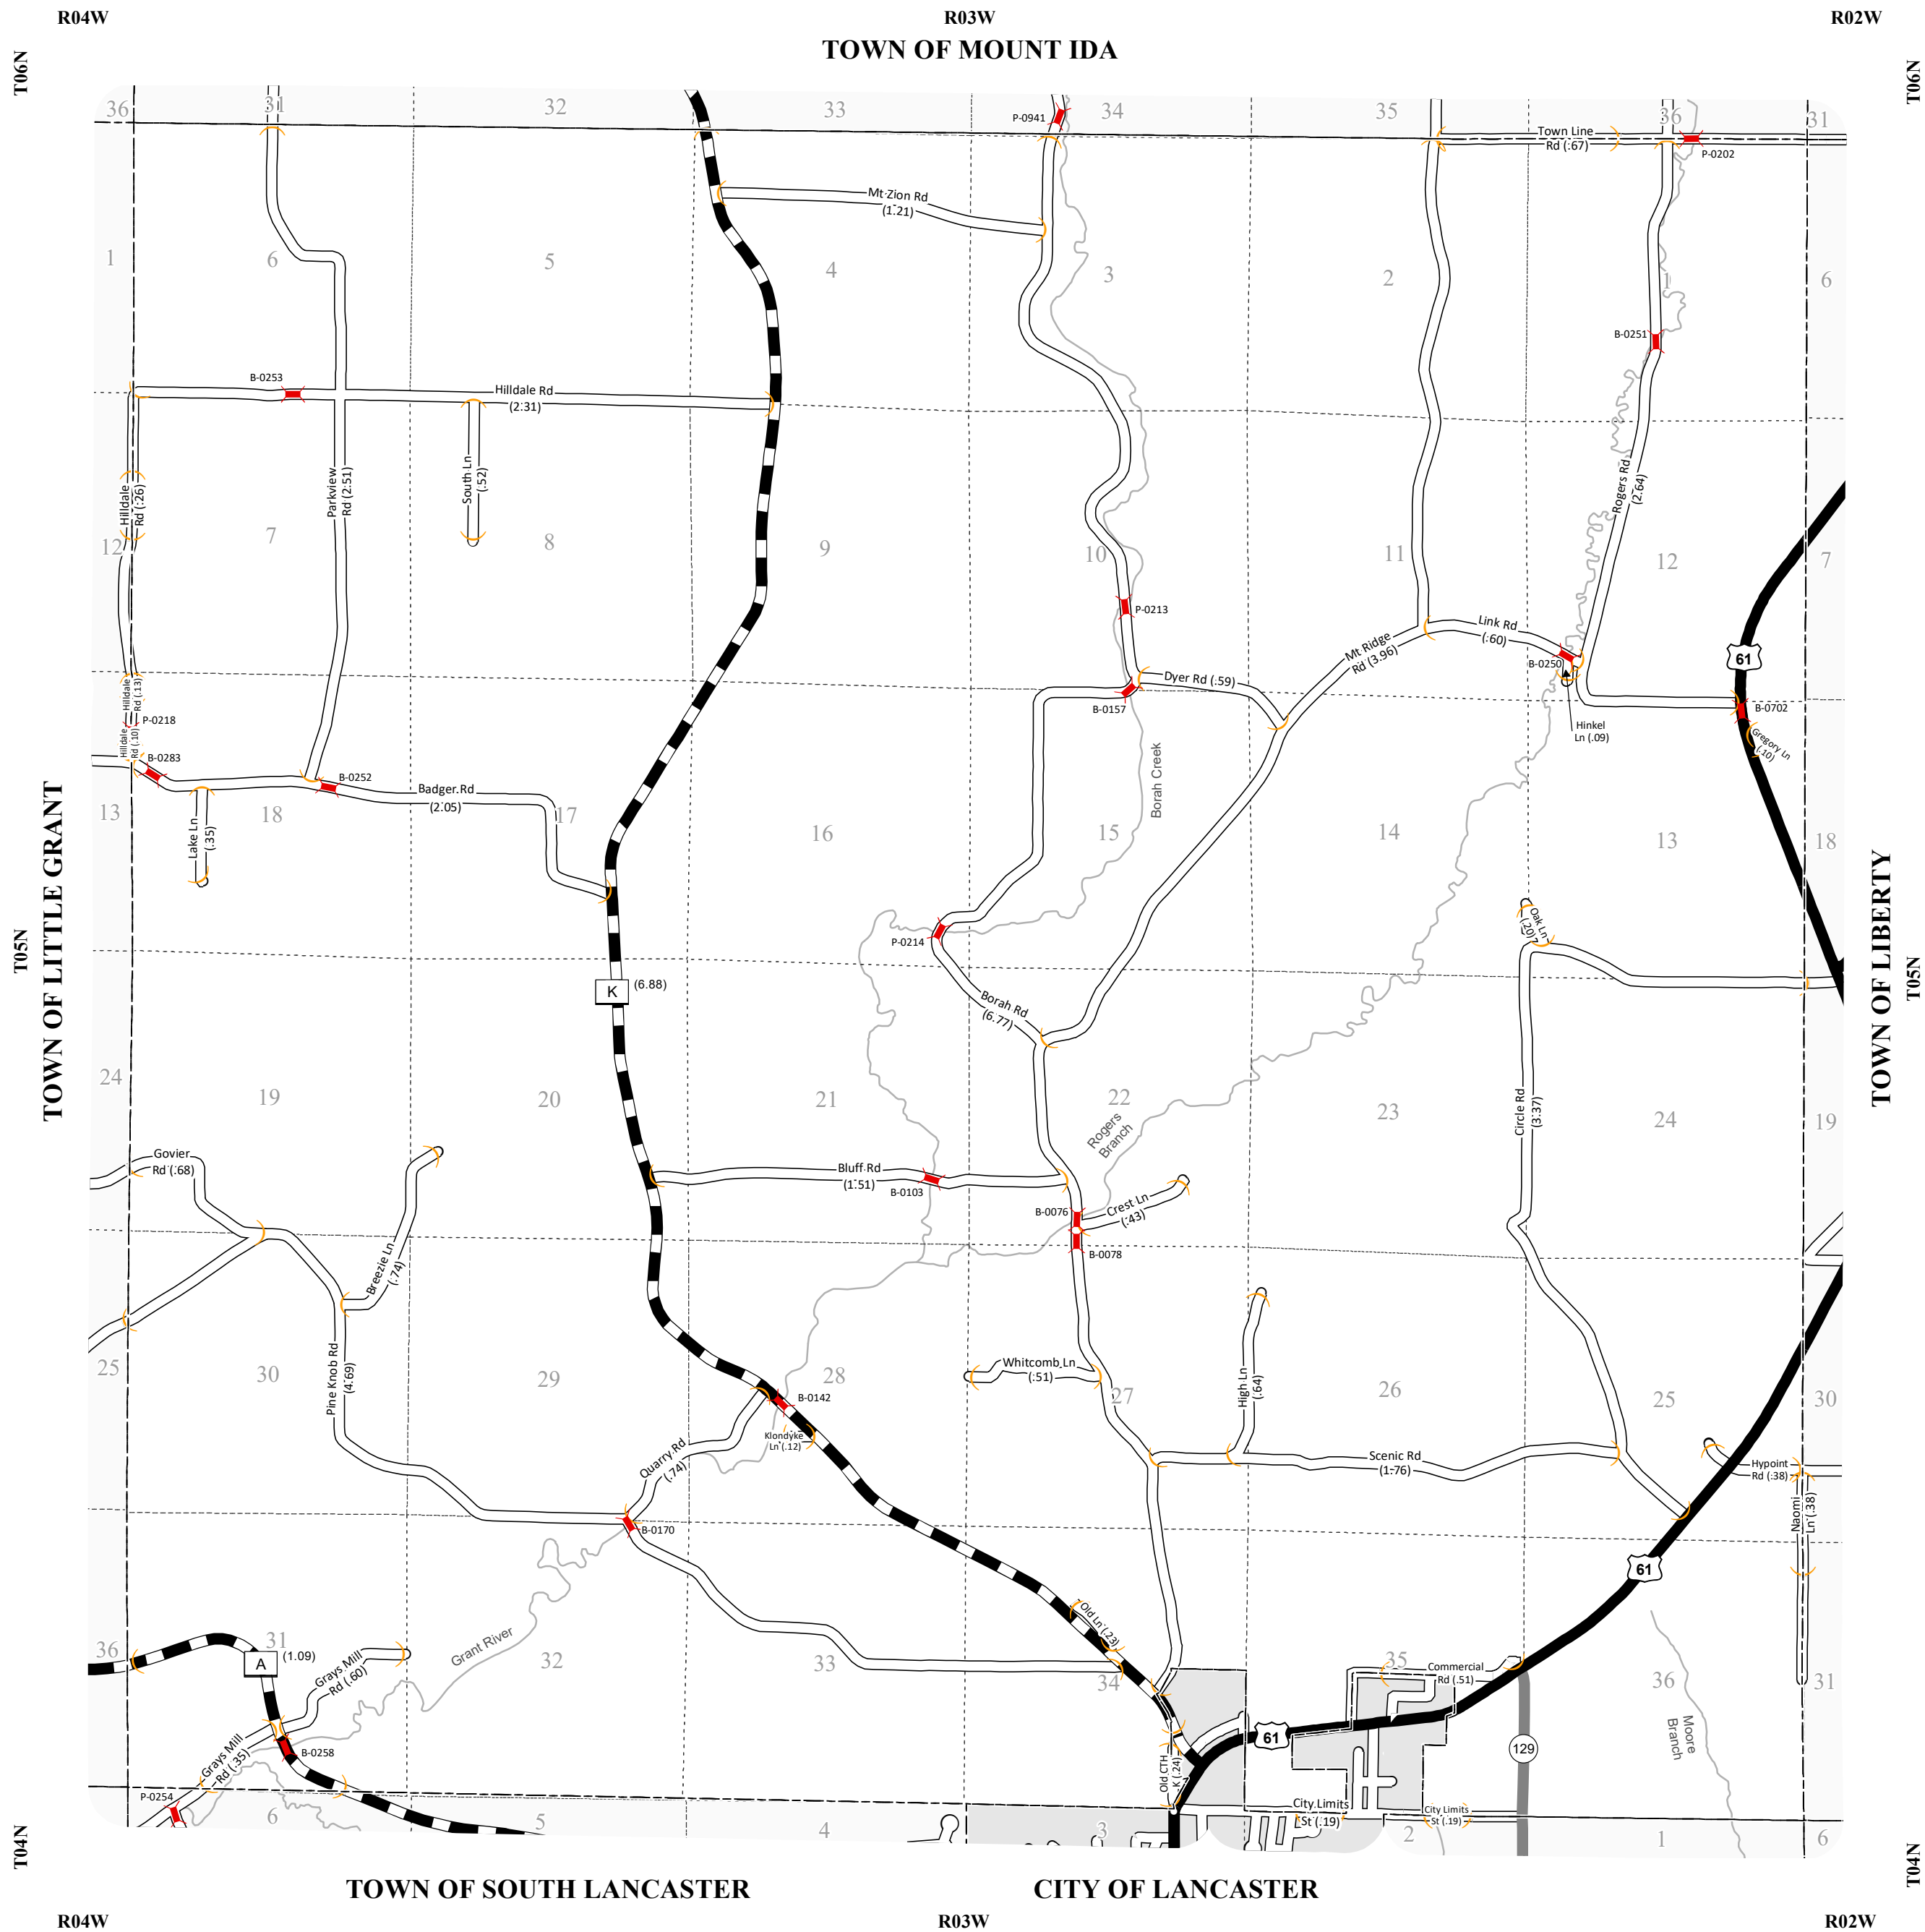 R04W
R03W
R02W
TOWN OF MOUNT IDA
T06N
T06N
36
31
32
33
P-0941
34
35
36
31
Town Line
Rd (.67)
P-0202
Mt Zion Rd
(1.21)
1
6
5
4
3
2
1
6
B-0251
B-0253
Hilldale Rd
(2.31)
Hilldale
Rd (.26)
Parkview
Rd (2.51)
South Ln
(.52)
Rogers Rd
(2.64)
12
7
8
9
10
11
12
7
P-0213
Mt Ridge
Rd (3.96)
Link Rd
(.60)
B-0250
61
Hilldale
Rd (.13)
Dyer Rd (.59)
B-0157
B-0702
P-0218
Hinkel
Ln (.09)
Gregory Ln
(.10)
Hilldale
Rd (.10)
B-0283
B-0252
Badger Rd
(2.05)
Borah Creek
13
18
17
16
15
14
13
18
Lake Ln
(.35)
TOWN OF LITTLE GRANT
TOWN OF LIBERTY
T05N
T05N
Oak Ln
(.20)
P-0214
K
(6.88)
Borah Rd
(6.77)
24
19
20
21
22
23
24
19
Circle Rd
(3.37)
Rogers
Branch
Govier
Rd (.68)
Bluff Rd
(1.51)
B-0103
B-0076
Crest Ln
(.43)
B-0078
Breezie Ln
(.74)
25
30
29
28
27
26
25
30
Pine Knob Rd
(4.69)
Whitcomb Ln
(.51)
High Ln
(.64)
B-0142
Klondyke
Ln (.12)
Quarry Rd
(.74)
Scenic Rd
(1.76)
Hypoint
Rd (.38)
Naomi
Ln (.38)
B-0170
61
Old Ln (.23)
Grant River
36
31
32
33
34
35
36
31
A
(1.09)
Grays Mill
Rd (.60)
Commercial
Rd (.51)
Moore
Branch
61
129
Grays Mill
Rd (.35)
B-0258
Old CTH
K (.24)
P-0254
City Limits
St (.19)
City Limits
St (.19)
6
5
4
3
2
1
6
T04N
T04N
TOWN OF SOUTH LANCASTER
CITY OF LANCASTER
R04W
R03W
R02W